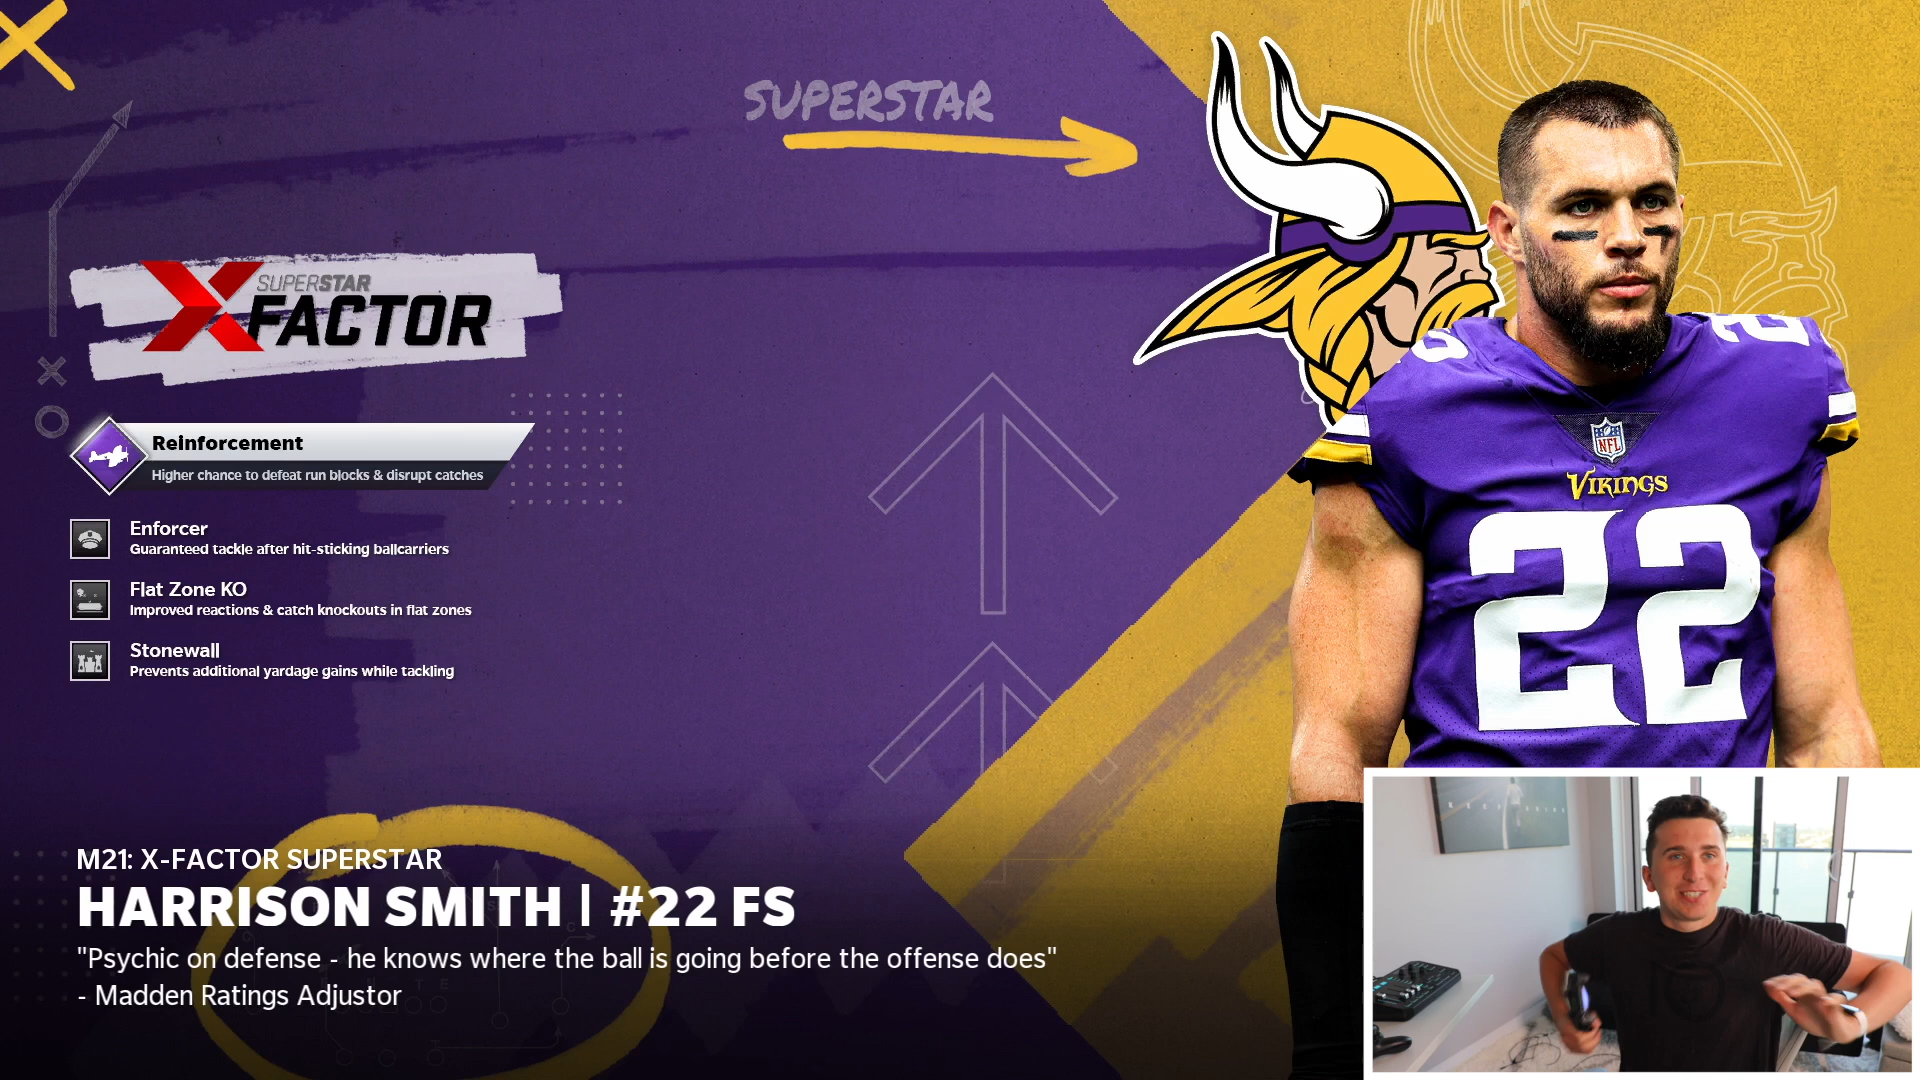 SUPERSTAR
SUPERSTAR
X FACTOR
Reinforcement
Higher chance to defeat run blocks & disrupt catches
Enforcer
Guaranteed tackle after hit-sticking ballcarriers
Flat Zone KO
Improved reactions & catch knockouts in flat zones
Stonewall
Prevents additional yardage gains while tackling
NFL
VIKINGS
22
M21: X-FACTOR SUPERSTAR
HARRISON SMITH | #22 FS
"Psychic on defense - he knows where the ball is going before the offense does"
- Madden Ratings Adjustor